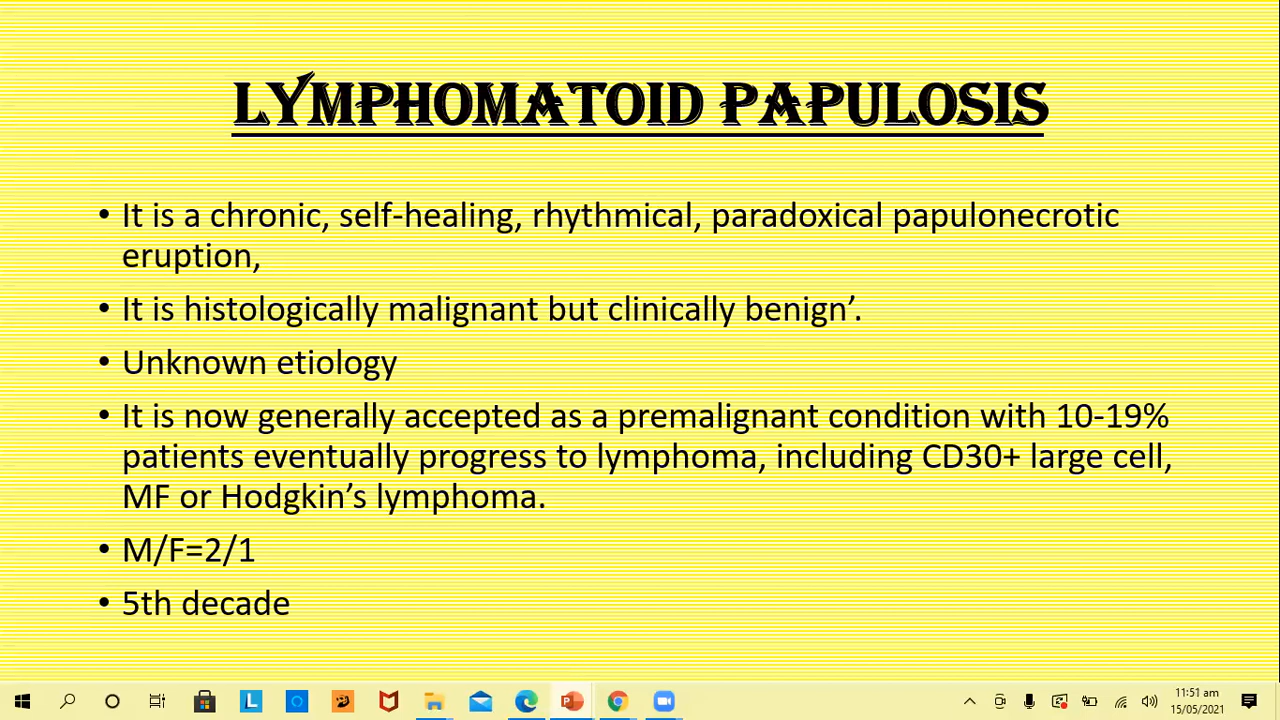 LYMPHOMATOID PAPULOSIS
• It is a chronic, self-healing, rhythmical, paradoxical papulonecrotic
eruption,
• It is histologically malignant but clinically benign’.
• Unknown etiology
• It is now generally accepted as a premalignant condition with 10-19%
patients eventually progress to lymphoma, including CD30+ large cell,
MF or Hodgkin’s lymphoma.
• M/F=2/1
• 5th decade
L
11:51 am
15/05/2021